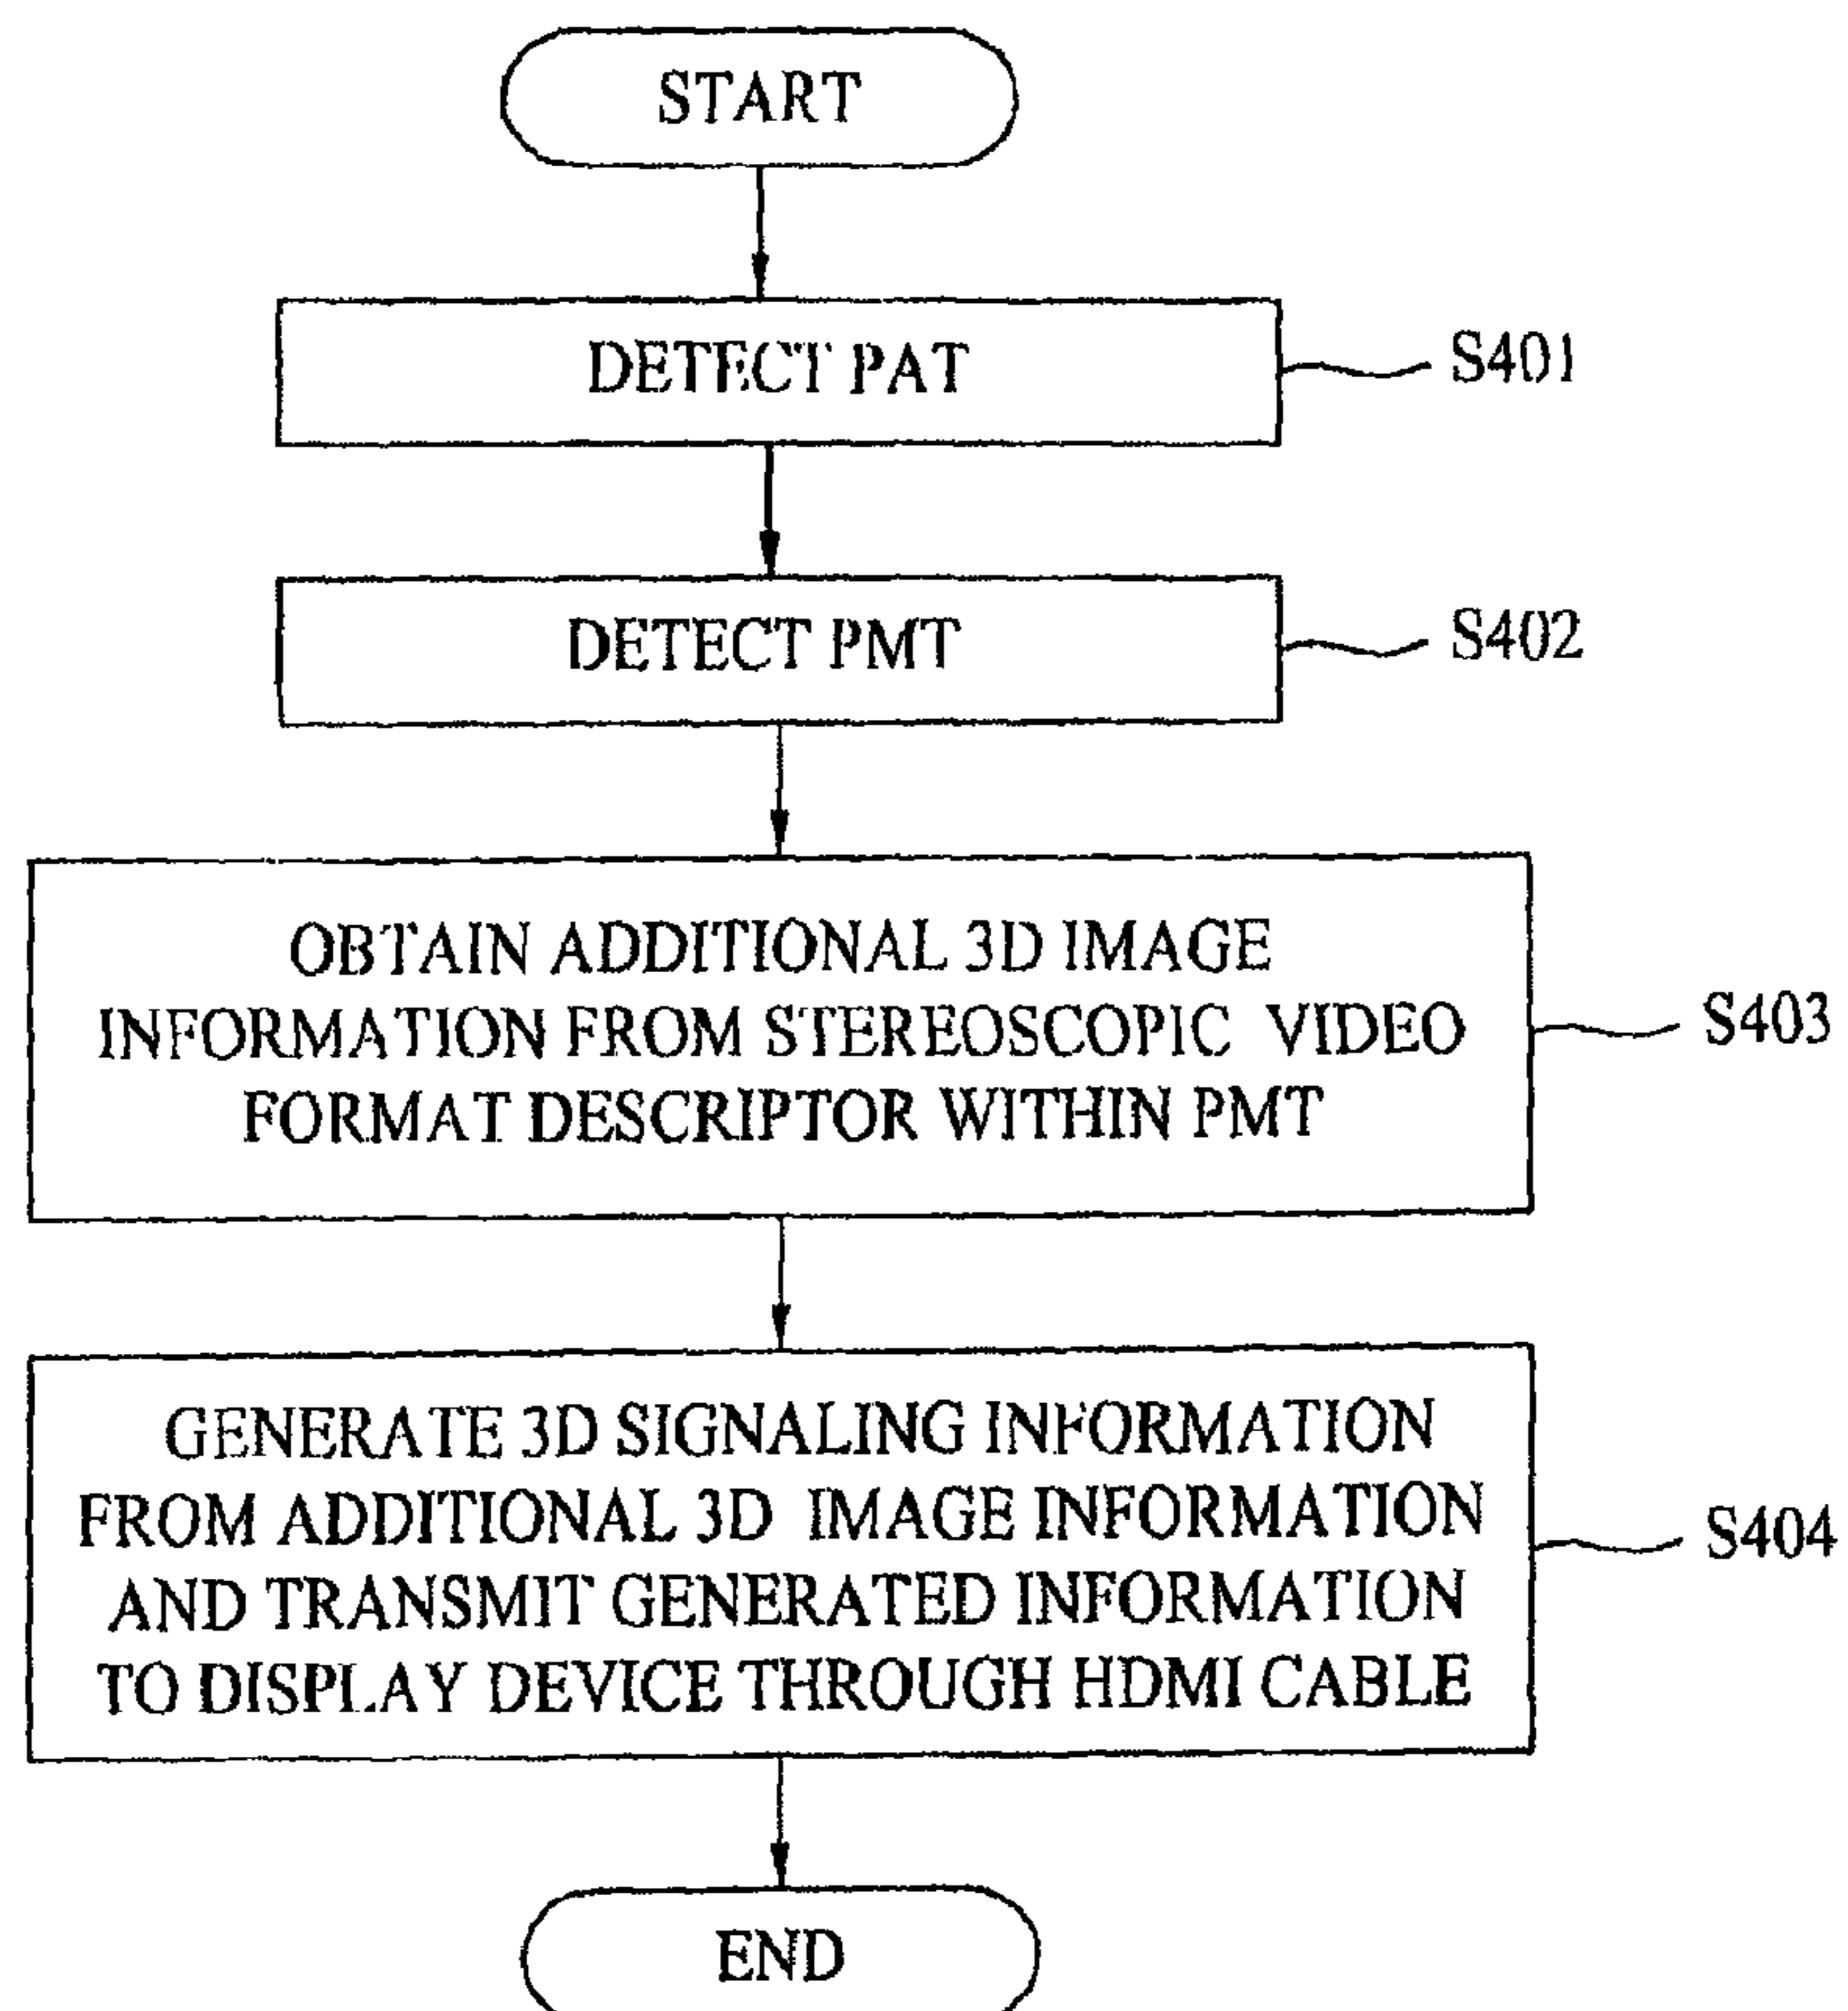 START
DETECT PAT
S401
DETECT PMT
S402
OBTAIN ADDITIONAL 3D IMAGE
INFORMATION FROM STEREOSCOPIC VIDEO
FORMAT DESCRIPTOR WITHIN PMT
S403
GENERATE 3D SIGNALING INFORMATION
FROM ADDITIONAL 3D IMAGE INFORMATION
AND TRANSMIT GENERATED INFORMATION
TO DISPLAY DEVICE THROUGH HDMI CABLE
S404
END